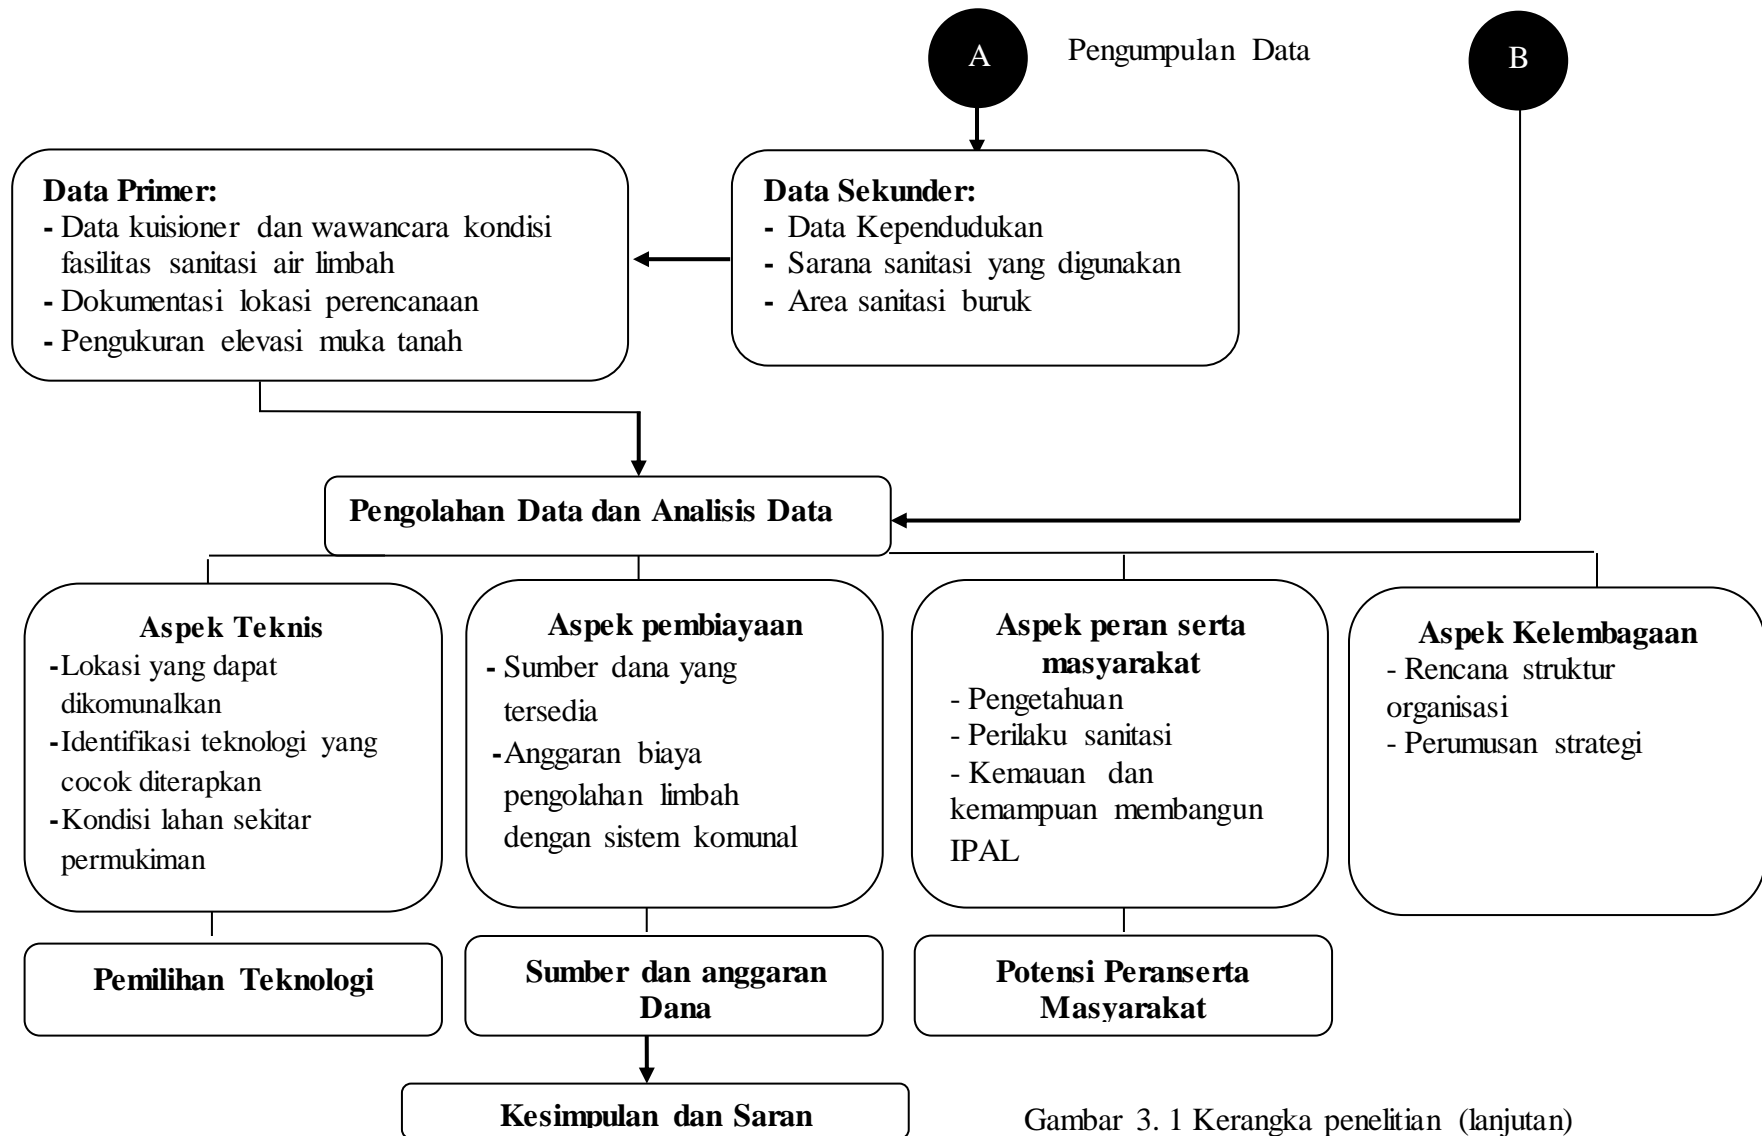 A
Pengumpulan Data
B
Data Primer:
- Data kuisioner dan wawancara kondisi
fasilitas sanitasi air limbah
- Dokumentasi lokasi perencanaan
- Pengukuran elevasi muka tanah
Data Sekunder:
- Data Kependudukan
- Sarana sanitasi yang digunakan
- Area sanitasi buruk
Pengolahan Data dan Analisis Data
Aspek Teknis
-Lokasi yang dapat
dikomunalkan
-Identifikasi teknologi yang
cocok diterapkan
-Kondisi lahan sekitar
permukiman
Aspek pembiayaan
- Sumber dana yang
tersedia
-Anggaran biaya
pengolahan limbah
dengan sistem komunal
Aspek peran serta
masyarakat
- Pengetahuan
- Perilaku sanitasi
- Kemauan dan
kemampuan membangun
IPAL
Aspek Kelembagaan
- Rencana struktur
organisasi
- Perumusan strategi
Pemilihan Teknologi
Sumber dan anggaran
Dana
Potensi Peranserta
Masyarakat
Kesimpulan dan Saran
Gambar 3. 1 Kerangka penelitian (lanjutan)